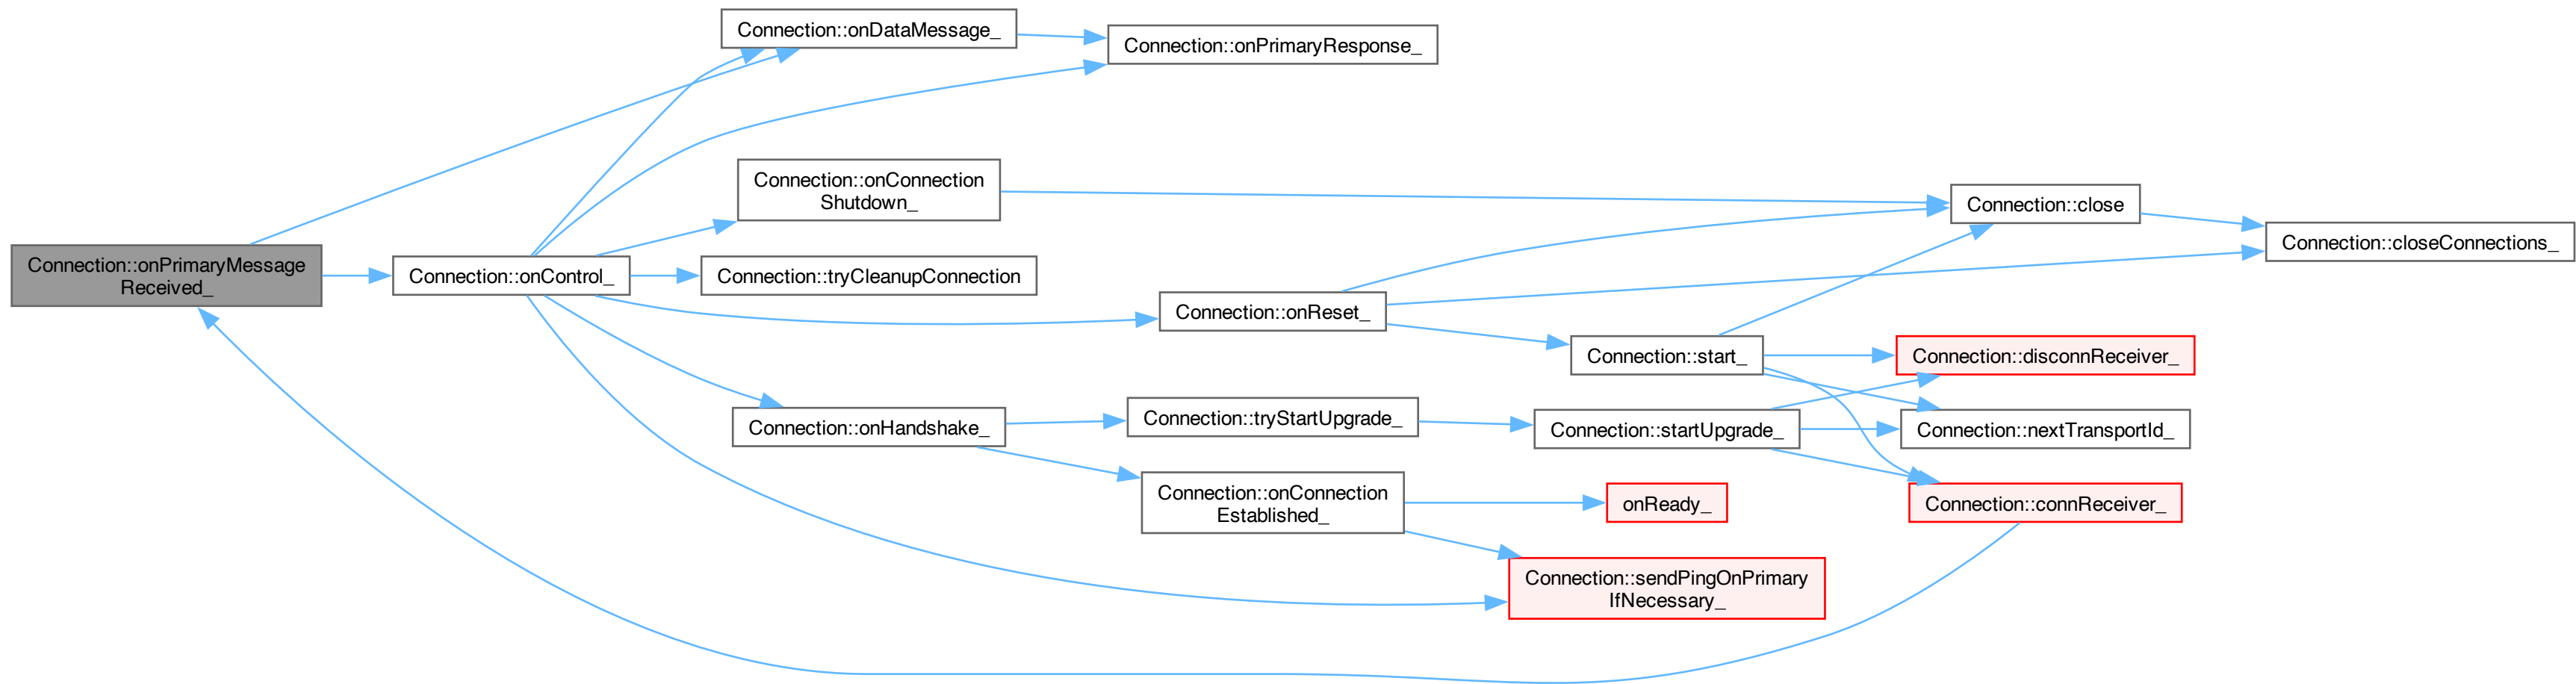 Connection::onDataMessage_
Connection::onPrimaryResponse_
Connection::onConnection
Shutdown_
Connection::close
Connection::closeConnections_
Connection::onPrimaryMessage
Received_
Connection::onControl_
Connection::tryCleanupConnection
Connection::onReset_
Connection::start_
Connection::disconnReceiver_
Connection::onHandshake_
Connection::tryStartUpgrade_
Connection::startUpgrade_
Connection::nextTransportId_
Connection::onConnection
Established_
onReady_
Connection::connReceiver_
Connection::sendPingOnPrimary
IfNecessary_